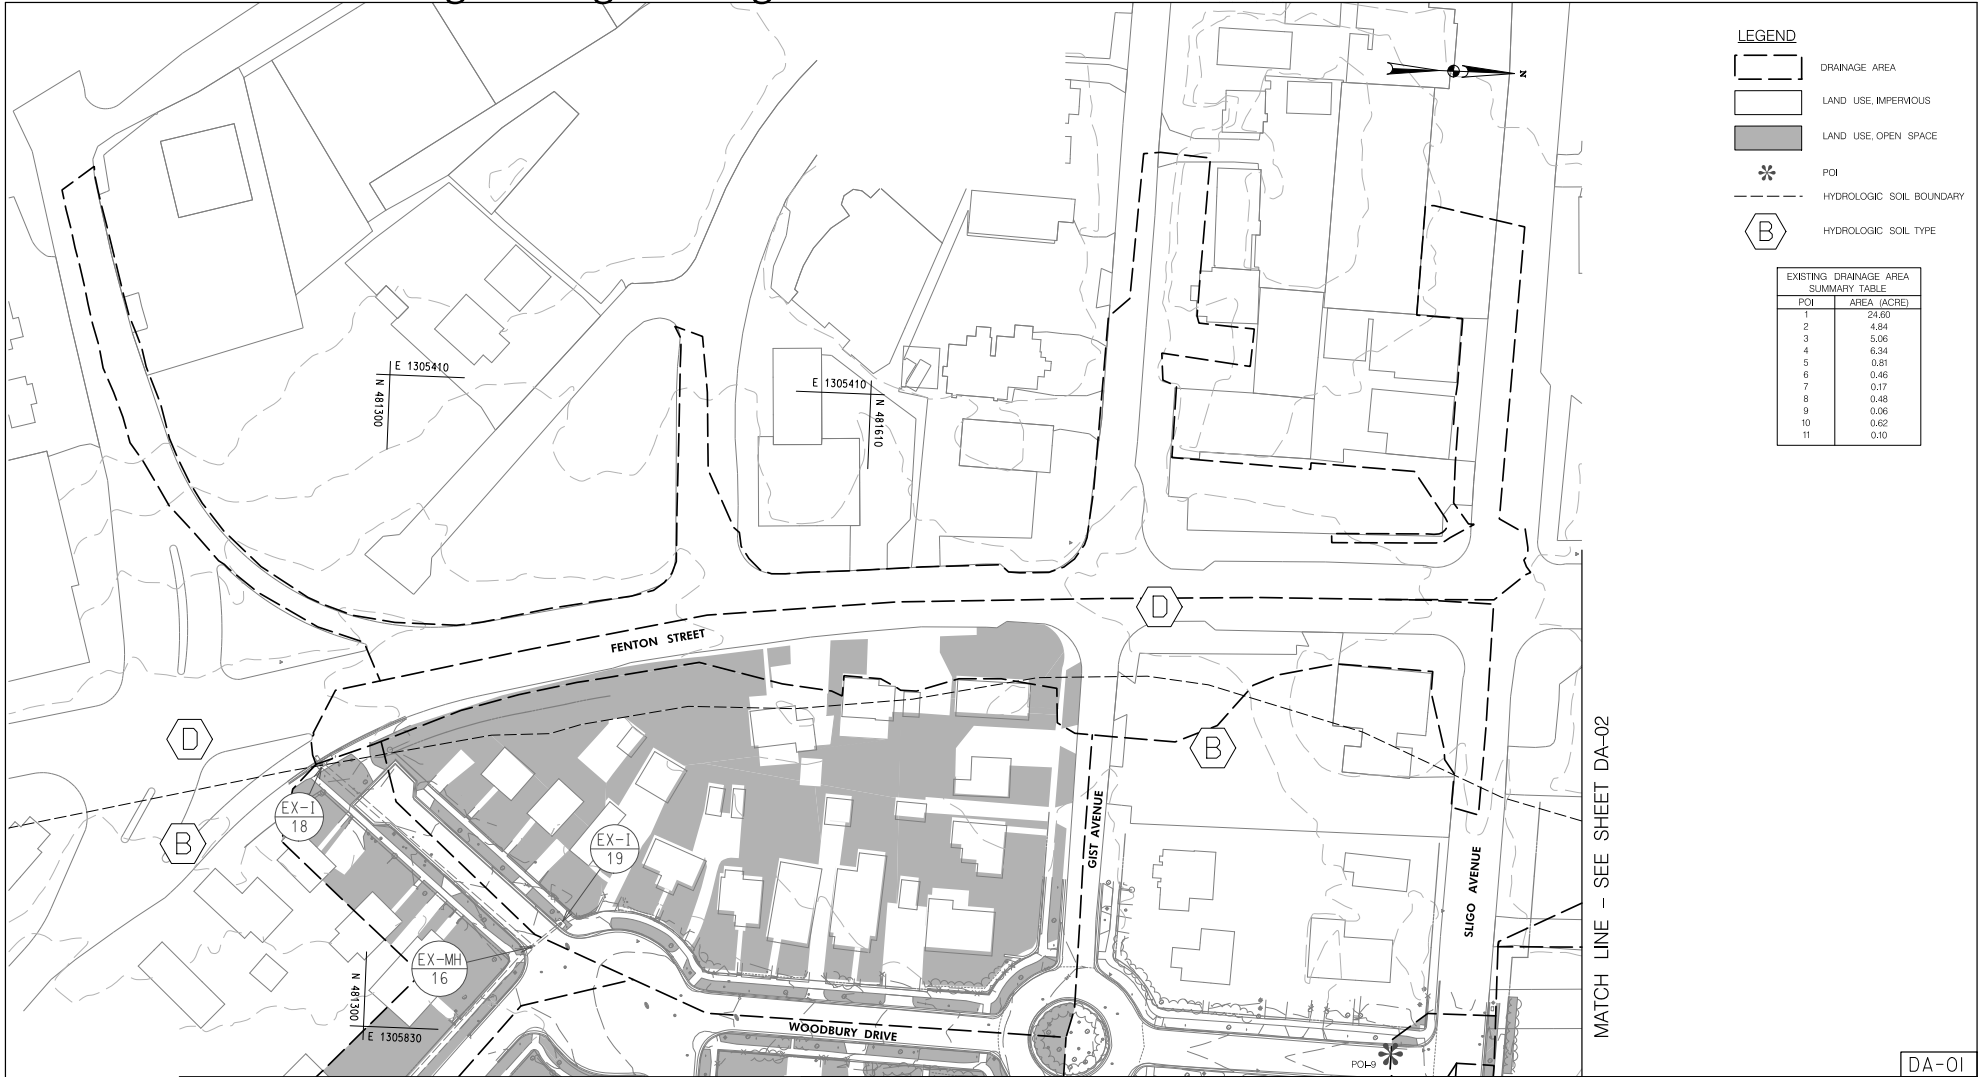 LEGEND
DRAINAGE AREA
LAND USE, IMPERVIOUS
LAND USE, OPEN SPACE
POI
HYDROLOGIC SOIL BOUNDARY
B
HYDROLOGIC SOIL TYPE
N
EXISTING DRAINAGE AREA
SUMMARY TABLE
POI AREA (ACRE)
1 24.60
2 4.84
3 5.06
4 6.34
5 0.81
6 0.46
7 0.17
8 0.48
9 0.06
10 0.62
11 0.10
E 1305410
N 481300
E 1305410
N 481610
D
FENTON STREET
D
B
B
EX-I
18
EX-I
19
EX-MH
16
GIST AVENUE
SLIGO AVENUE
N 481300
E 1305830
WOODBURY DRIVE
POI-9
MATCH LINE - SEE SHEET DA-02
DA-01